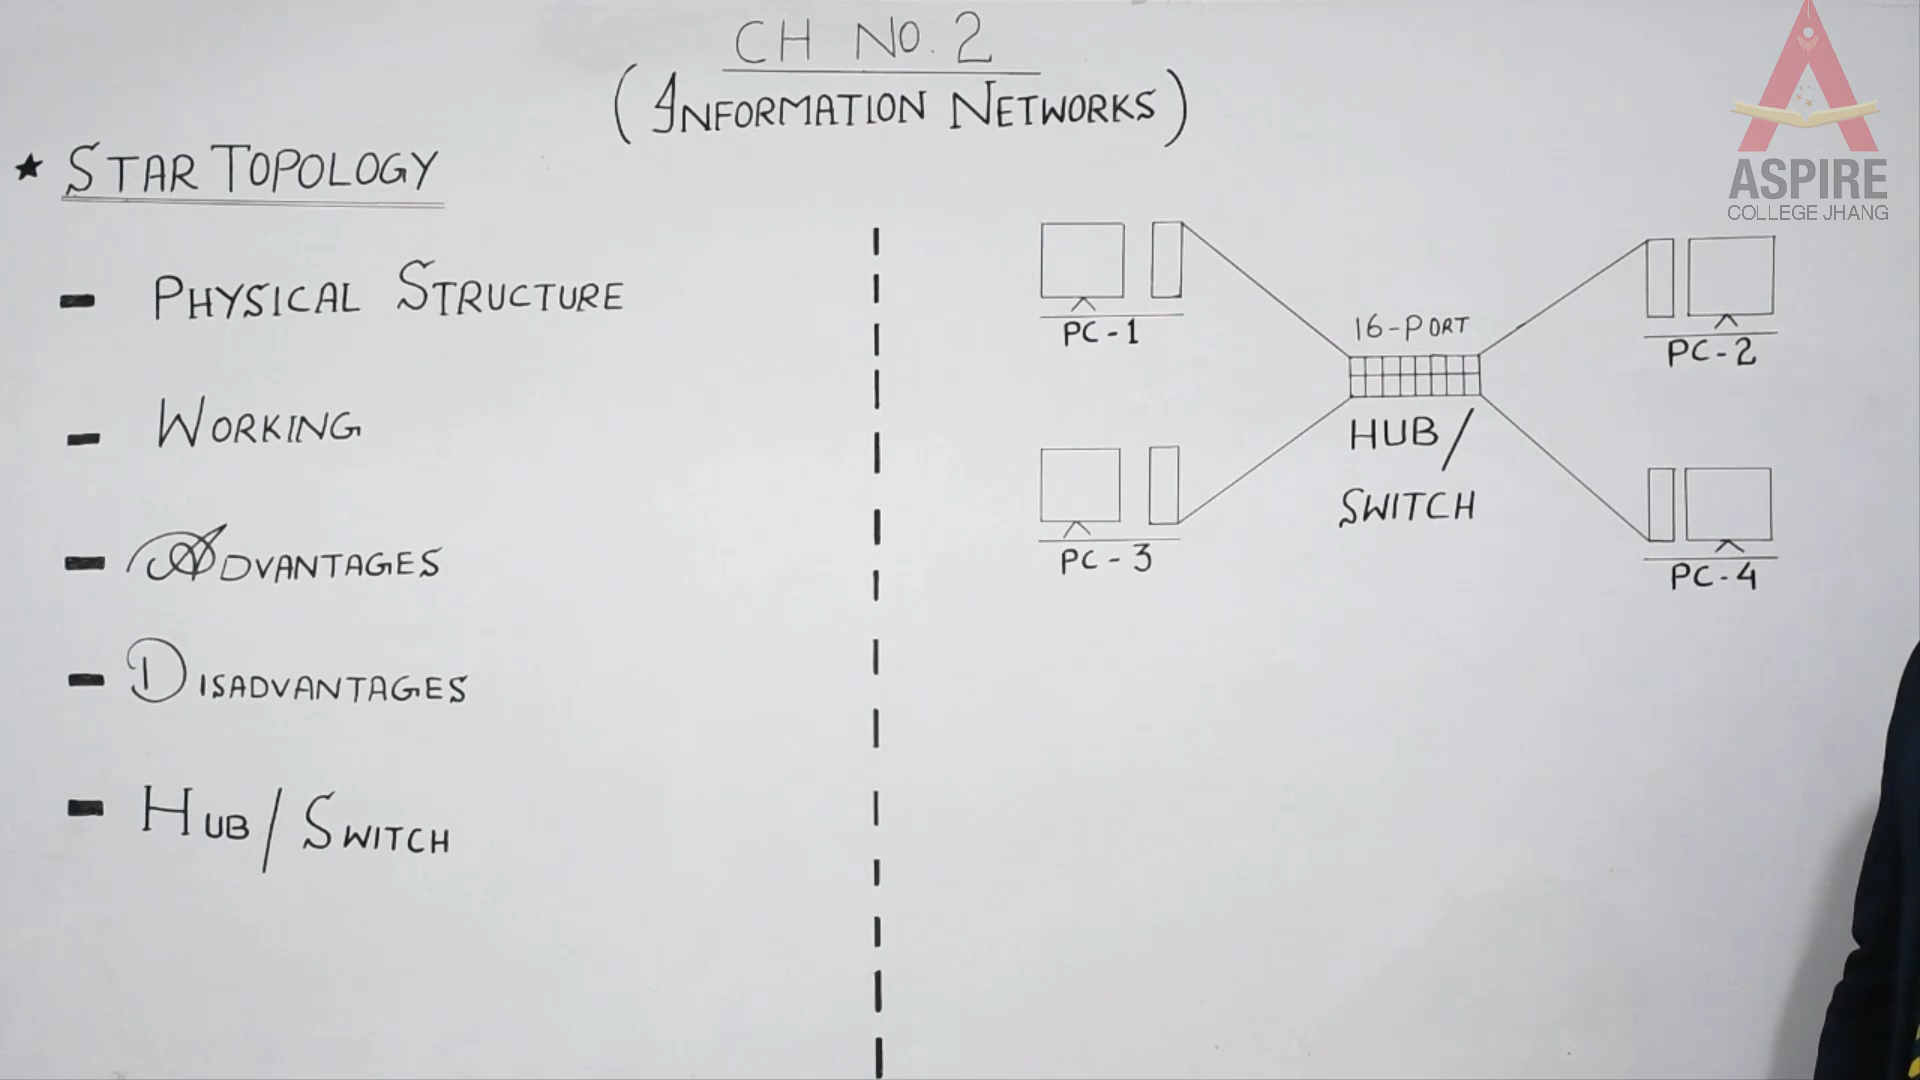 CH NO. 2
(INFORMATION NETWORKS)
★ STAR TOPOLOGY
- PHYSICAL STRUCTURE
- WORKING
- ADVANTAGES
- DISADVANTAGES
- HUB / SWITCH
PC-1
16-PORT
PC-2
HUB /
SWITCH
PC-3
PC-4
ASPIRE
COLLEGE JHANG